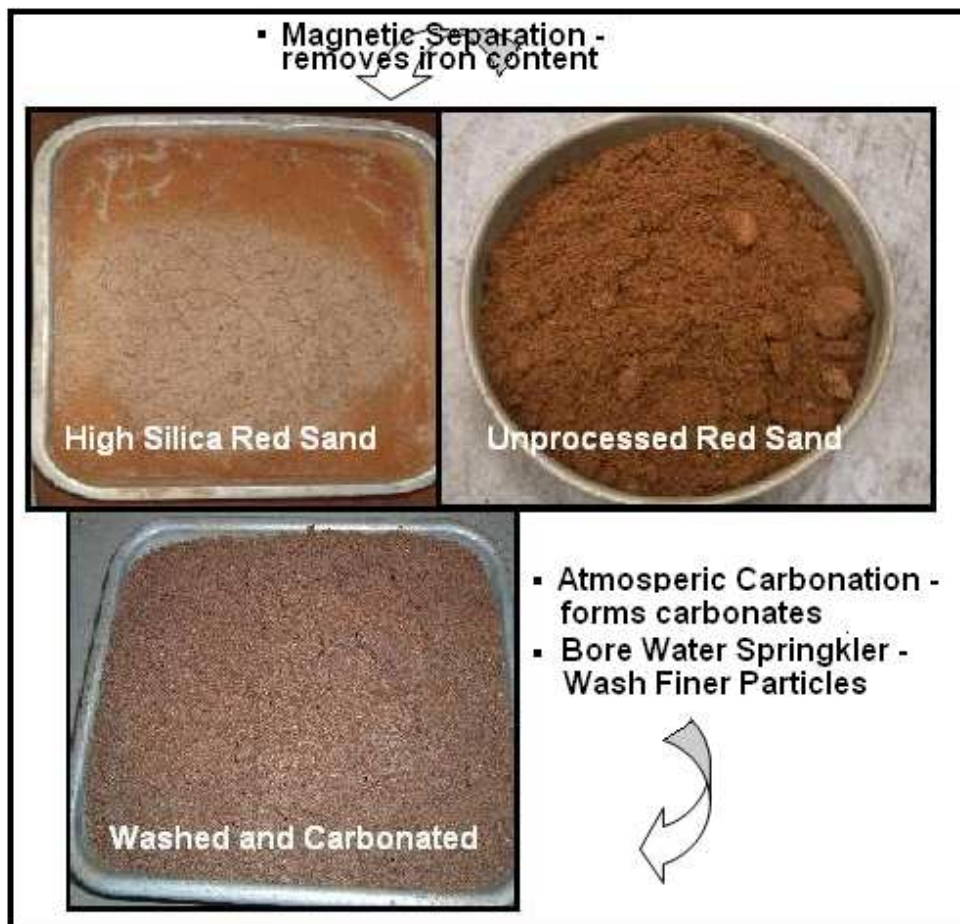 ▪ Magnetic Separation -
removes iron content
High Silica Red Sand
Unprocessed Red Sand
▪ Atmosperic Carbonation -
forms carbonates
▪ Bore Water Springkler -
Wash Finer Particles
Washed and Carbonated